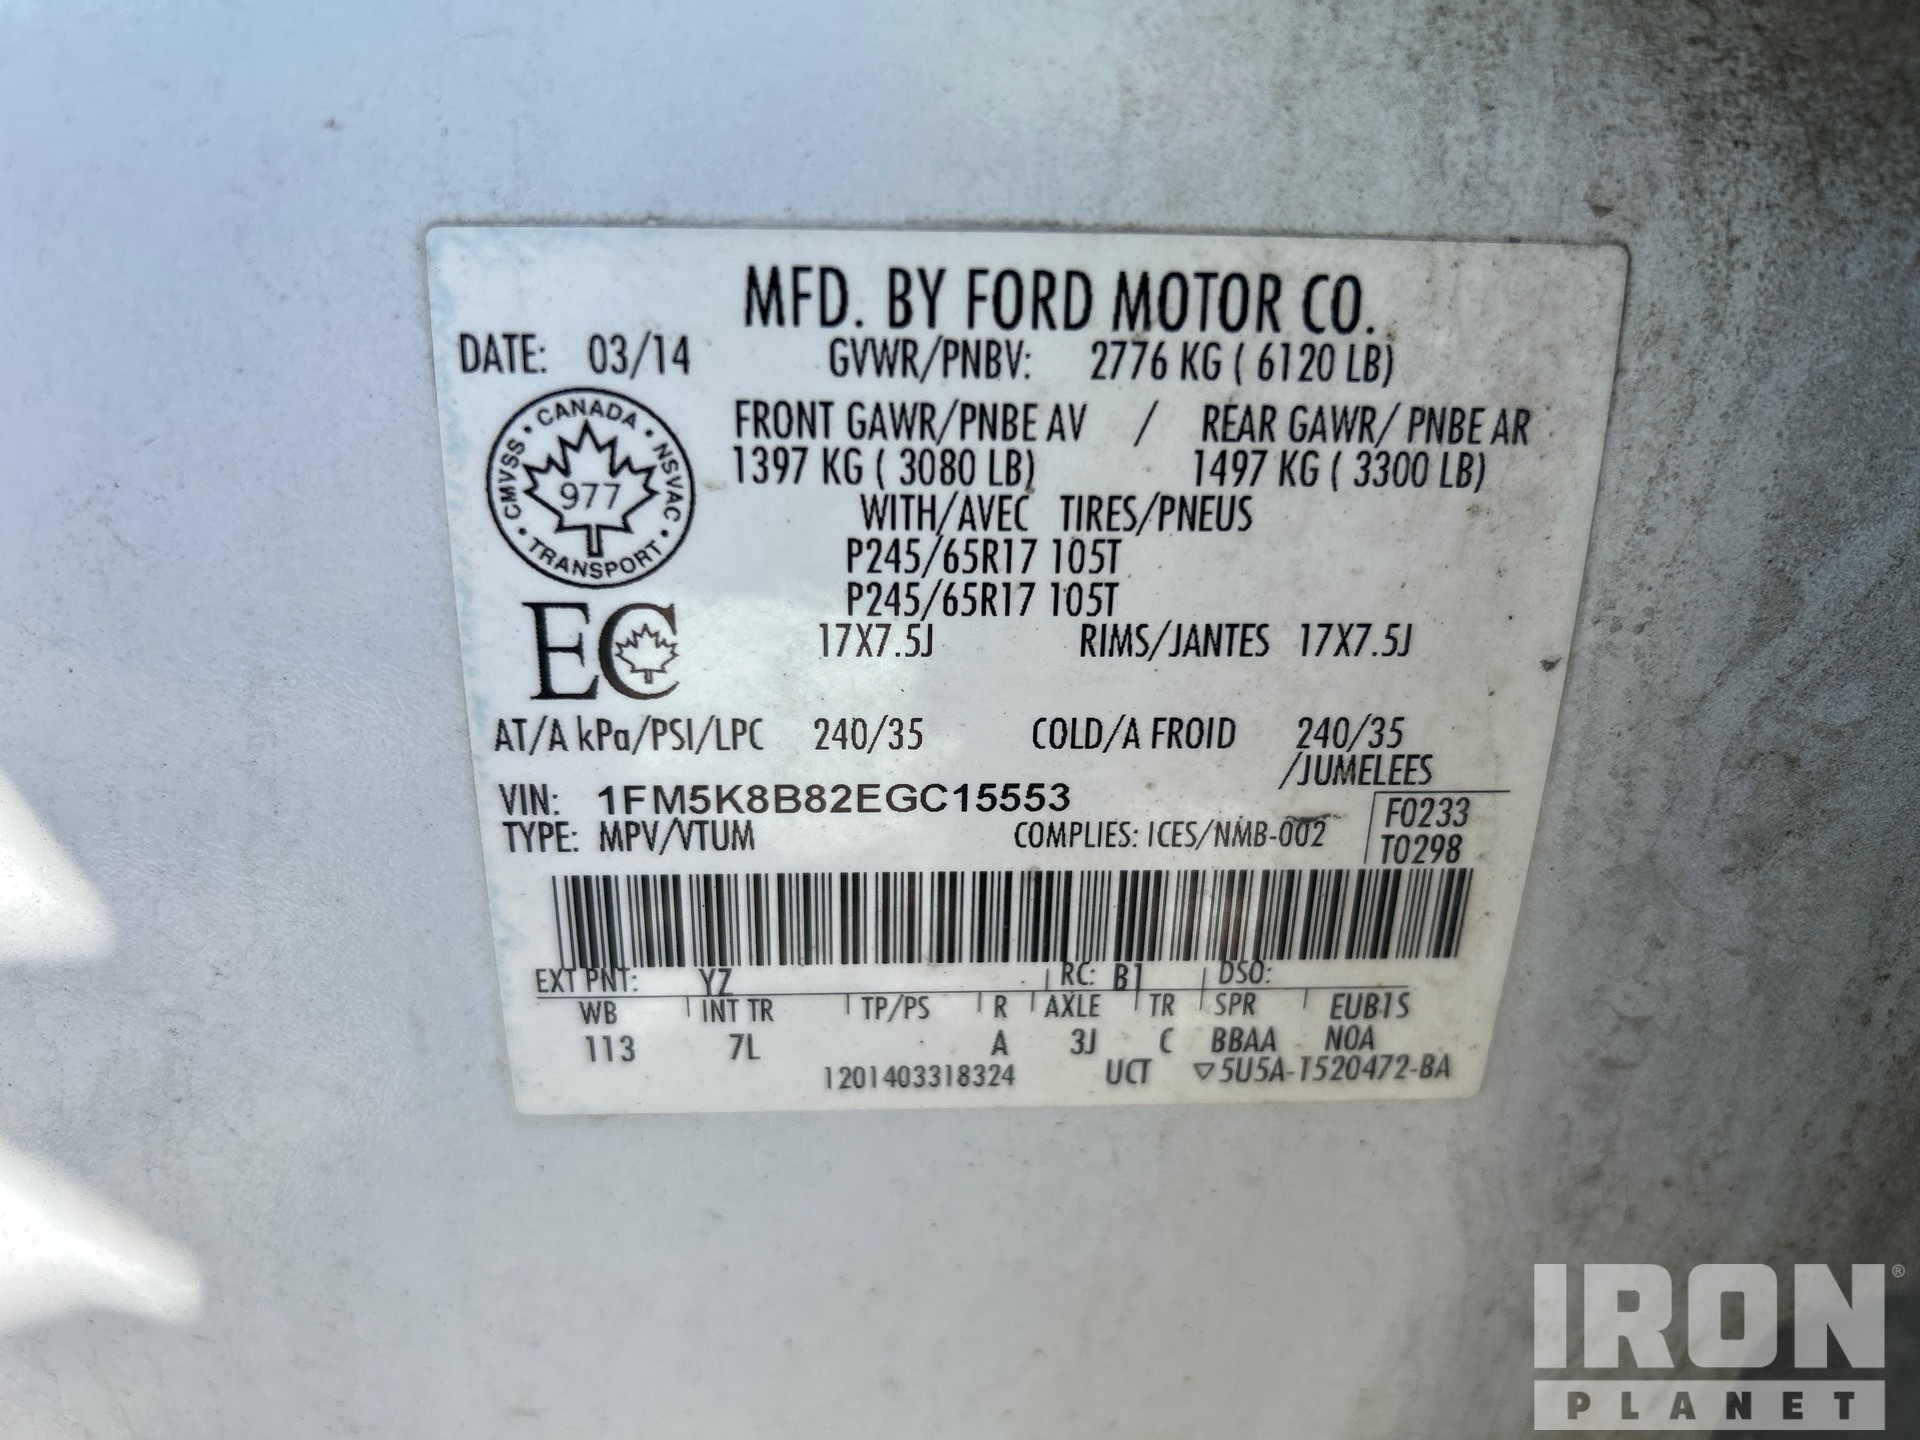 MFD. BY FORD MOTOR CO.
DATE: 03/14 GVWR/PNBV: 2776 KG ( 6120 LB)
CANADA
CMVSS NSVAC
977
TRANSPORT
FRONT GAWR/PNBE AV / REAR GAWR/ PNBE AR
1397 KG ( 3080 LB) 1497 KG ( 3300 LB)
WITH/AVEC TIRES/PNEUS
P245/65R17 105T
P245/65R17 105T
EC
17X7.5J RIMS/JANTES 17X7.5J
AT/A kPa/PSI/LPC 240/35 COLD/A FROID 240/35
/JUMELEES
VIN: 1FM5K8B82EGC15553
TYPE: MPV/VTUM COMPLIES: ICES/NMB-002
F0233
T0298
EXT PNT: YZ RC: B1 DSO:
WB INT TR TP/PS R AXLE TR SPR EUB1S
113 7L A 3J C BBAA NOA
1201403318324 UCT ▽5U5A-1520472-BA
IRON®
PLANET